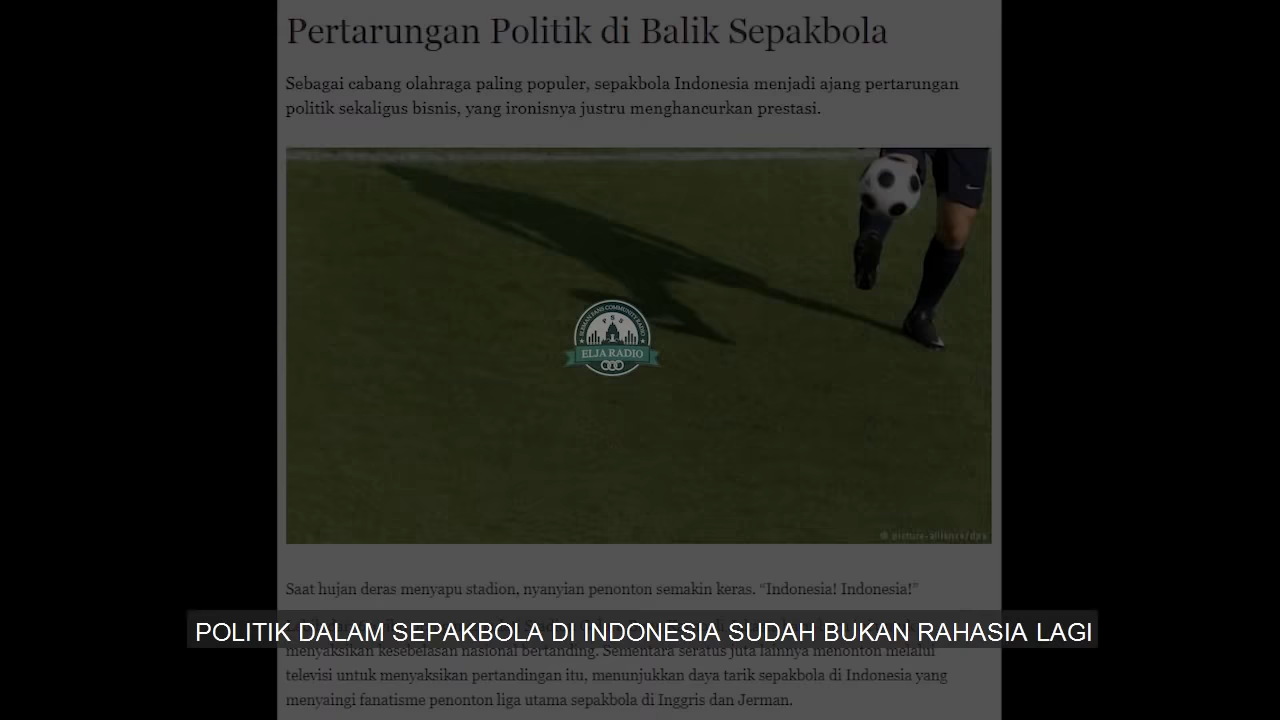 Pertarungan Politik di Balik Sepakbola
Sebagai cabang olahraga paling populer, sepakbola Indonesia menjadi ajang pertarungan
politik sekaligus bisnis, yang ironisnya justru menghancurkan prestasi.
PSS
ELJA RADIO
© picture-alliance/dpa
Saat hujan deras menyapu stadion, nyanyian penonton semakin keras. “Indonesia! Indonesia!”
POLITIK DALAM SEPAKBOLA DI INDONESIA SUDAH BUKAN RAHASIA LAGI
menyaksikan kesebelasan nasional bertanding. Sementara seratus juta lainnya menonton melalui
televisi untuk menyaksikan pertandingan itu, menunjukkan daya tarik sepakbola di Indonesia yang
menyaingi fanatisme penonton liga utama sepakbola di Inggris dan Jerman.